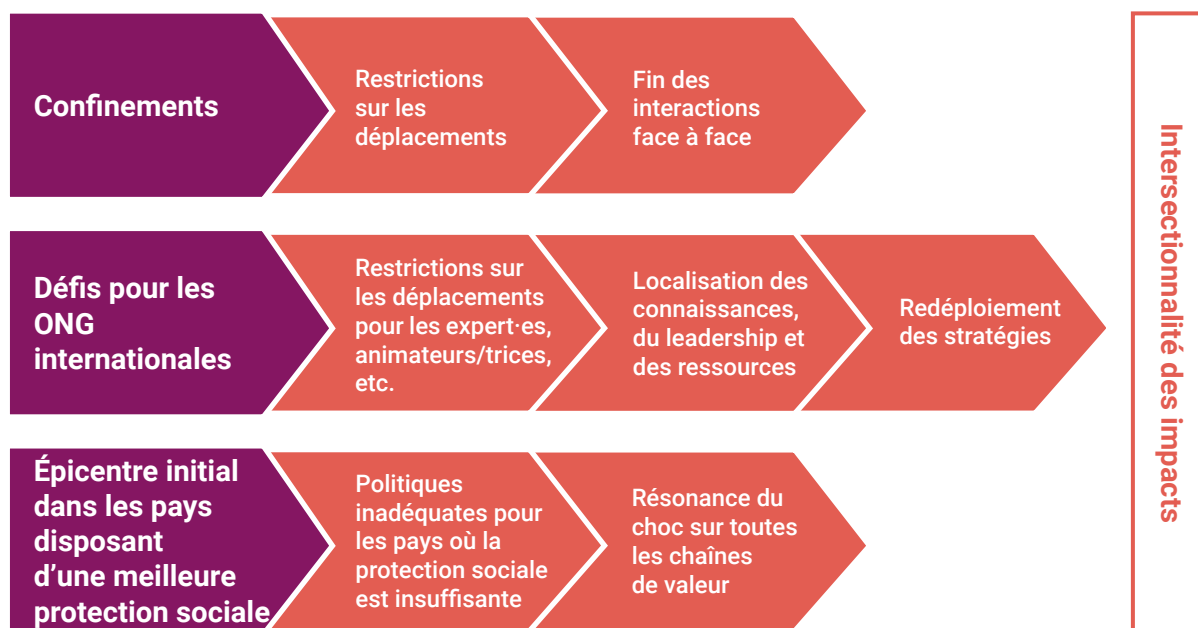 Confinements
Restrictions
sur les
déplacements
Fin des
interactions
face à face
Défis pour les
ONG
internationales
Restrictions sur
les déplacements
pour les expert·es,
animateurs/trices,
etc.
Localisation des
connaissances,
du leadership et
des ressources
Redéploiement
des stratégies
Épicentre initial
dans les pays
disposant
d’une meilleure
protection sociale
Politiques
inadéquates pour
les pays où la
protection sociale
est insuffisante
Résonance du
choc sur toutes
les chaînes
de valeur
Intersectionnalité des impacts